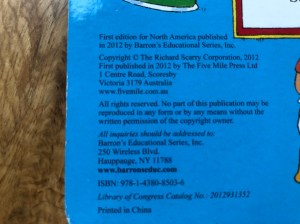 First edition for North America published
in 2012 by Barron's Educational Series, Inc.
Copyright © The Richard Scarry Corporation, 2012
First published in 2012 by The Five Mile Press Ltd
1 Centre Road, Scoresby
Victoria 3179 Australia
www.fivemile.com.au
All rights reserved. No part of this publication may be
reproduced in any form or by any means without the
written permission of the copyright owner.
All inquiries should be addressed to:
Barron's Educational Series, Inc.
250 Wireless Blvd.
Hauppauge, NY 11788
www.barronseduc.com
ISBN: 978-1-4380-8503-6
Library of Congress Catalog No.: 2012931352
Printed in China